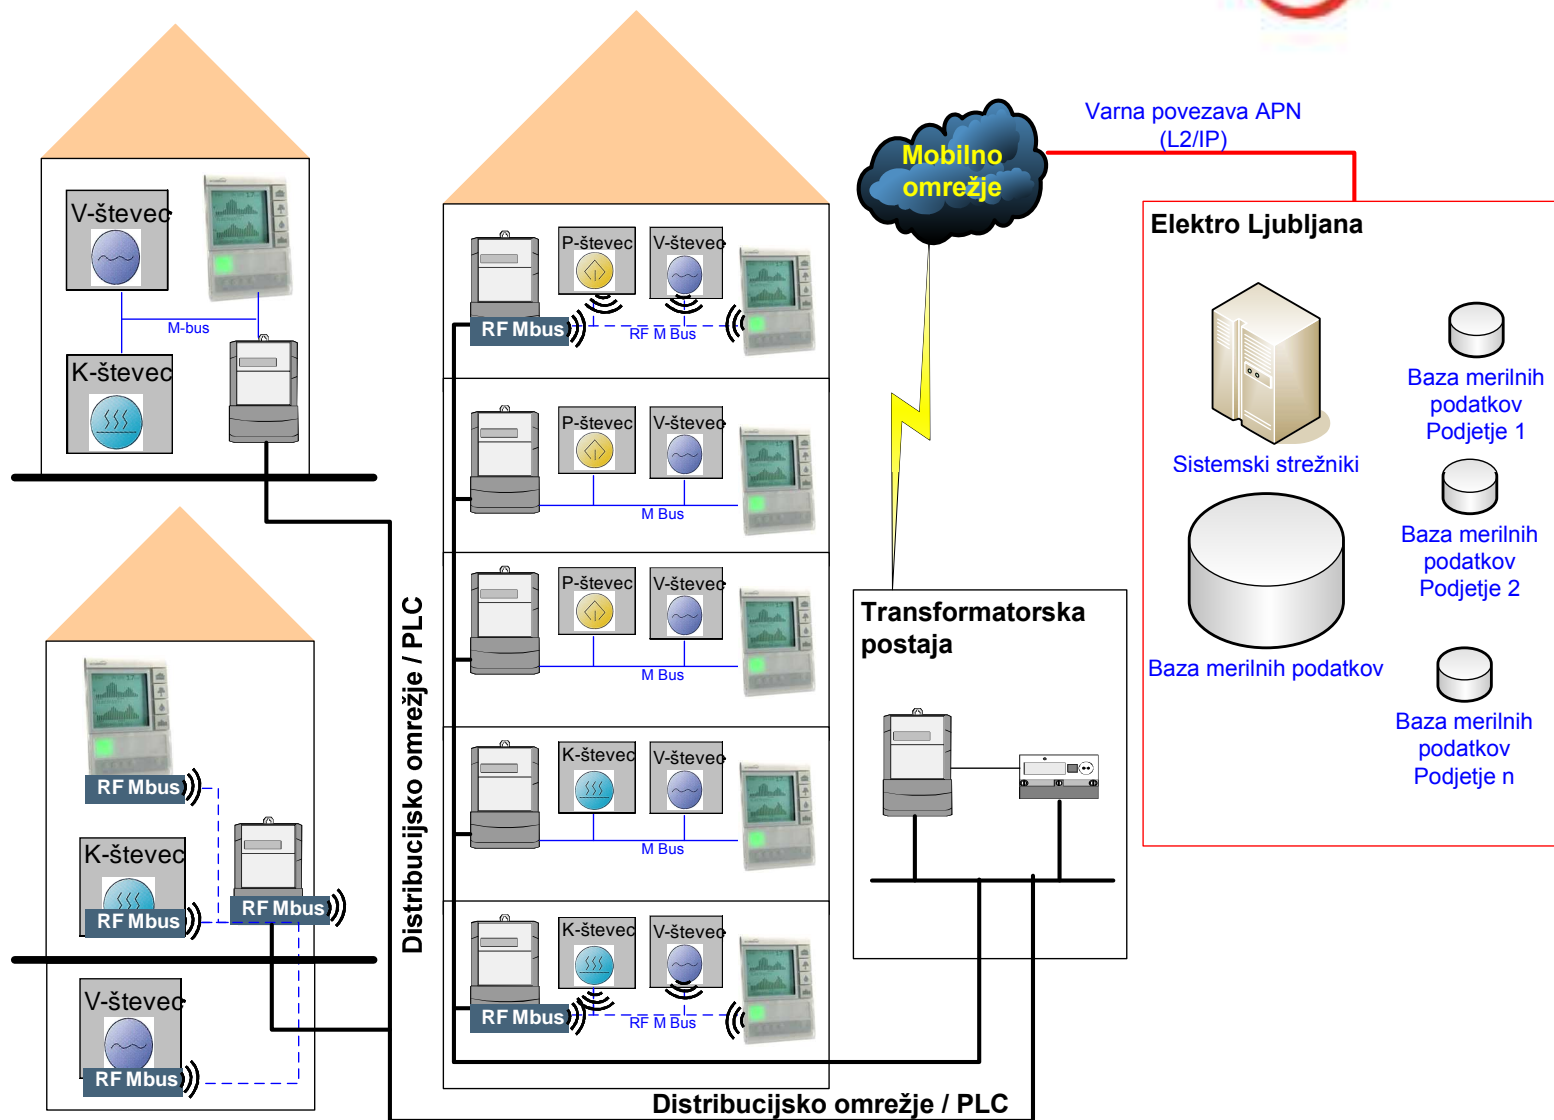 V-števec
M-bus
K-števec
RF Mbus
K-števec
RF Mbus
RF Mbus
V-števec
RF Mbus
Distribucijsko omrežje / PLC
P-števec
V-števec
RF Mbus
RF M Bus
P-števec
V-števec
M Bus
P-števec
V-števec
M Bus
K-števec
V-števec
M Bus
K-števec
V-števec
RF Mbus
RF M Bus
Distribucijsko omrežje / PLC
Mobilno
omrežje
Varna povezava APN
(L2/IP)
Transformatorska
postaja
Elektro Ljubljana
Sistemski strežniki
Baza merilnih podatkov
Baza merilnih
podatkov
Podjetje 1
Baza merilnih
podatkov
Podjetje 2
Baza merilnih
podatkov
Podjetje n